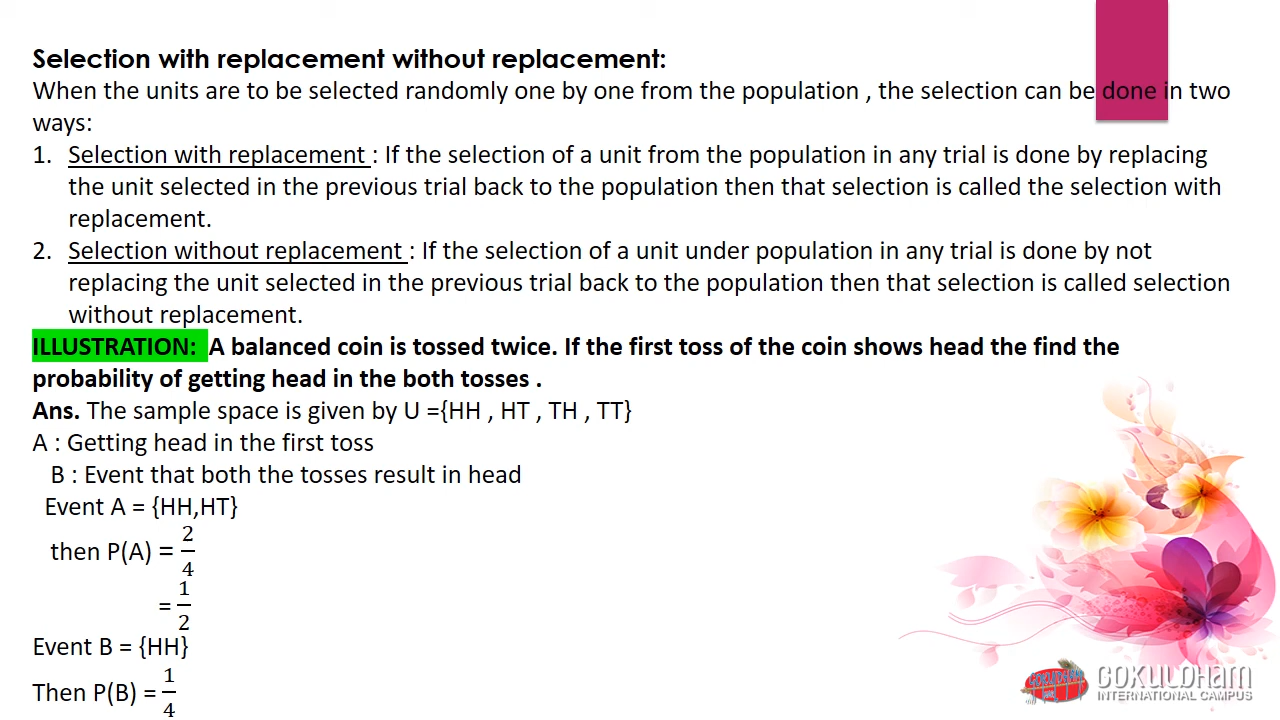 Selection with replacement without replacement:
When the units are to be selected randomly one by one from the population , the selection can be done in two
ways:
1. Selection with replacement : If the selection of a unit from the population in any trial is done by replacing
the unit selected in the previous trial back to the population then that selection is called the selection with
replacement.
2. Selection without replacement : If the selection of a unit under population in any trial is done by not
replacing the unit selected in the previous trial back to the population then that selection is called selection
without replacement.
ILLUSTRATION: A balanced coin is tossed twice. If the first toss of the coin shows head the find the
probability of getting head in the both tosses .
Ans. The sample space is given by U ={HH , HT , TH , TT}
A : Getting head in the first toss
B : Event that both the tosses result in head
Event A = {HH,HT}
then P(A) = 2/4
= 1/2
Event B = {HH}
Then P(B) = 1/4
GOKULDHAM
INTERNATIONAL CAMPUS